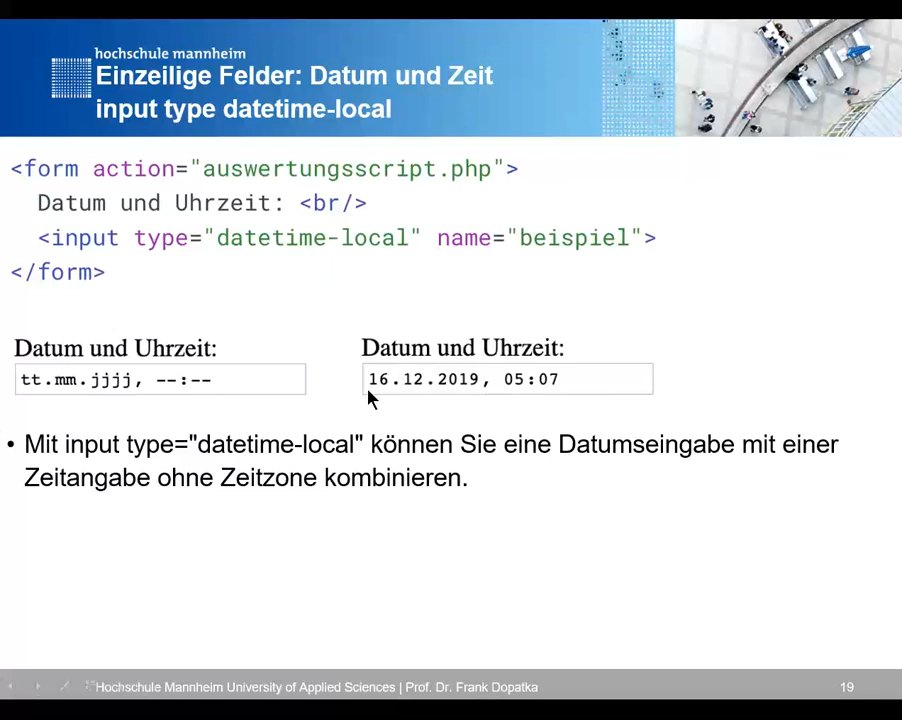 hochschule mannheim
Einzeilige Felder: Datum und Zeit
input type datetime-local
<form action="auswertungsscript.php">
Datum und Uhrzeit: <br/>
<input type="datetime-local" name="beispiel">
</form>
Datum und Uhrzeit:
tt.mm.jjjj, --:--
Datum und Uhrzeit:
16.12.2019, 05:07
• Mit input type="datetime-local" können Sie eine Datumseingabe mit einer
Zeitangabe ohne Zeitzone kombinieren.
Hochschule Mannheim University of Applied Sciences | Prof. Dr. Frank Dopatka
19